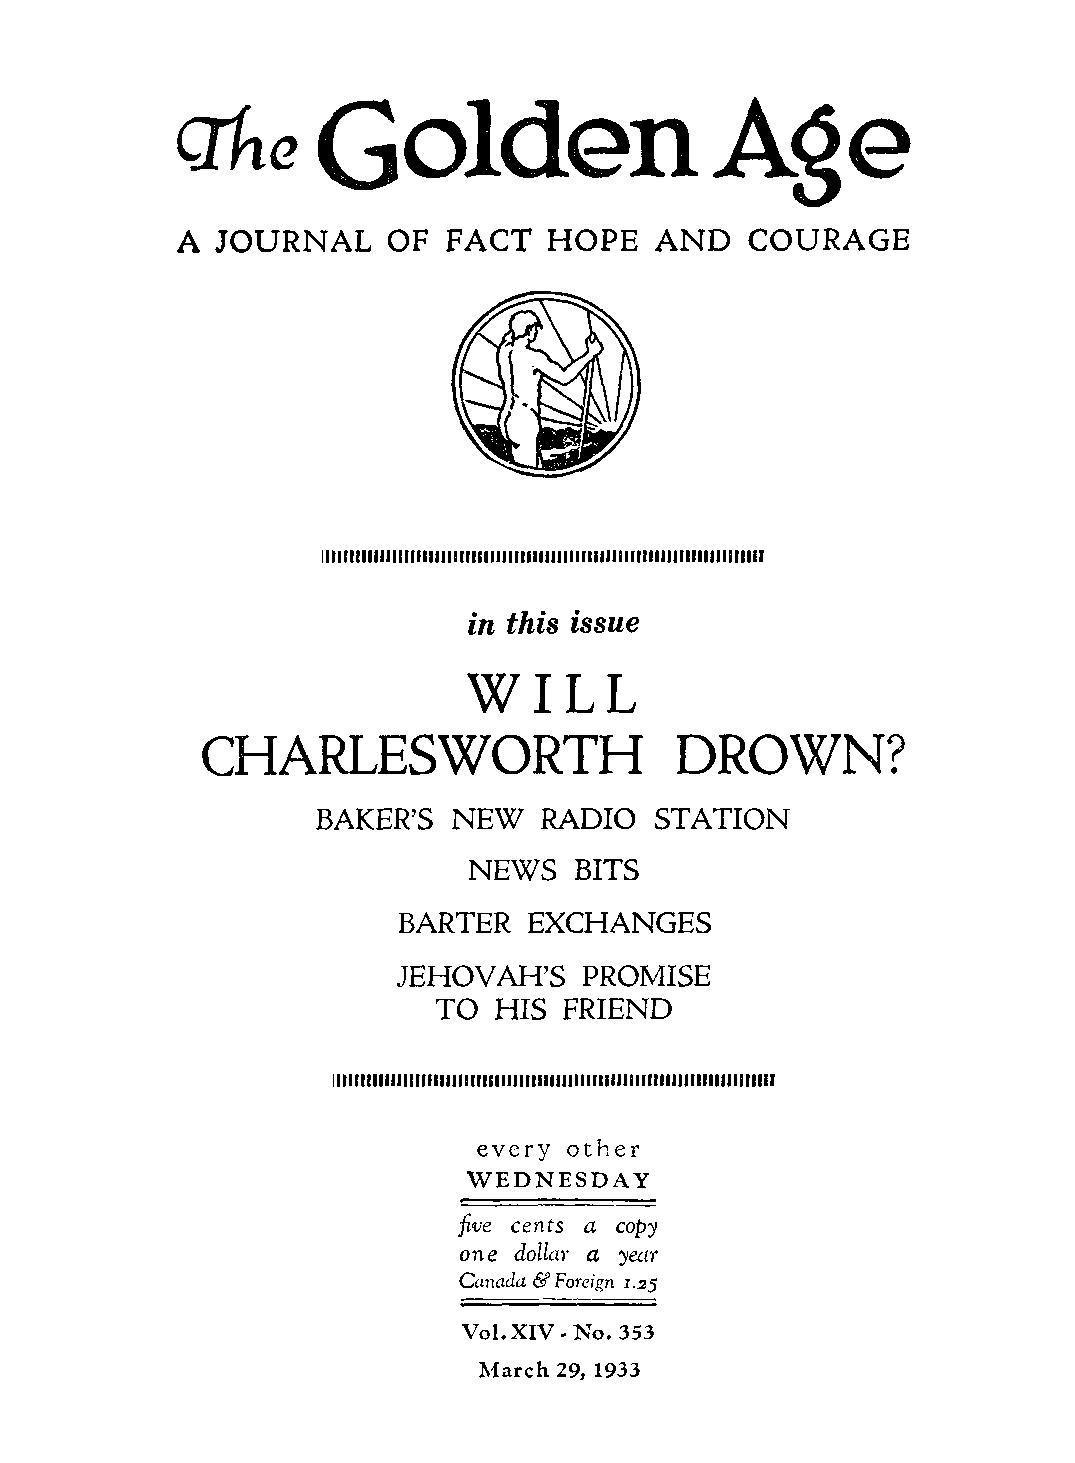 The Golden Age
A JOURNAL OF FACT HOPE AND COURAGE
in this issue
WILL
CHARLESWORTH DROWN?
BAKER'S NEW RADIO STATION
NEWS BITS
BARTER EXCHANGES
JEHOVAH'S PROMISE
TO HIS FRIEND
every other
WEDNESDAY
five cents a copy
one dollar a year
Canada & Foreign 1.25
Vol. XIV - No. 353
March 29, 1933